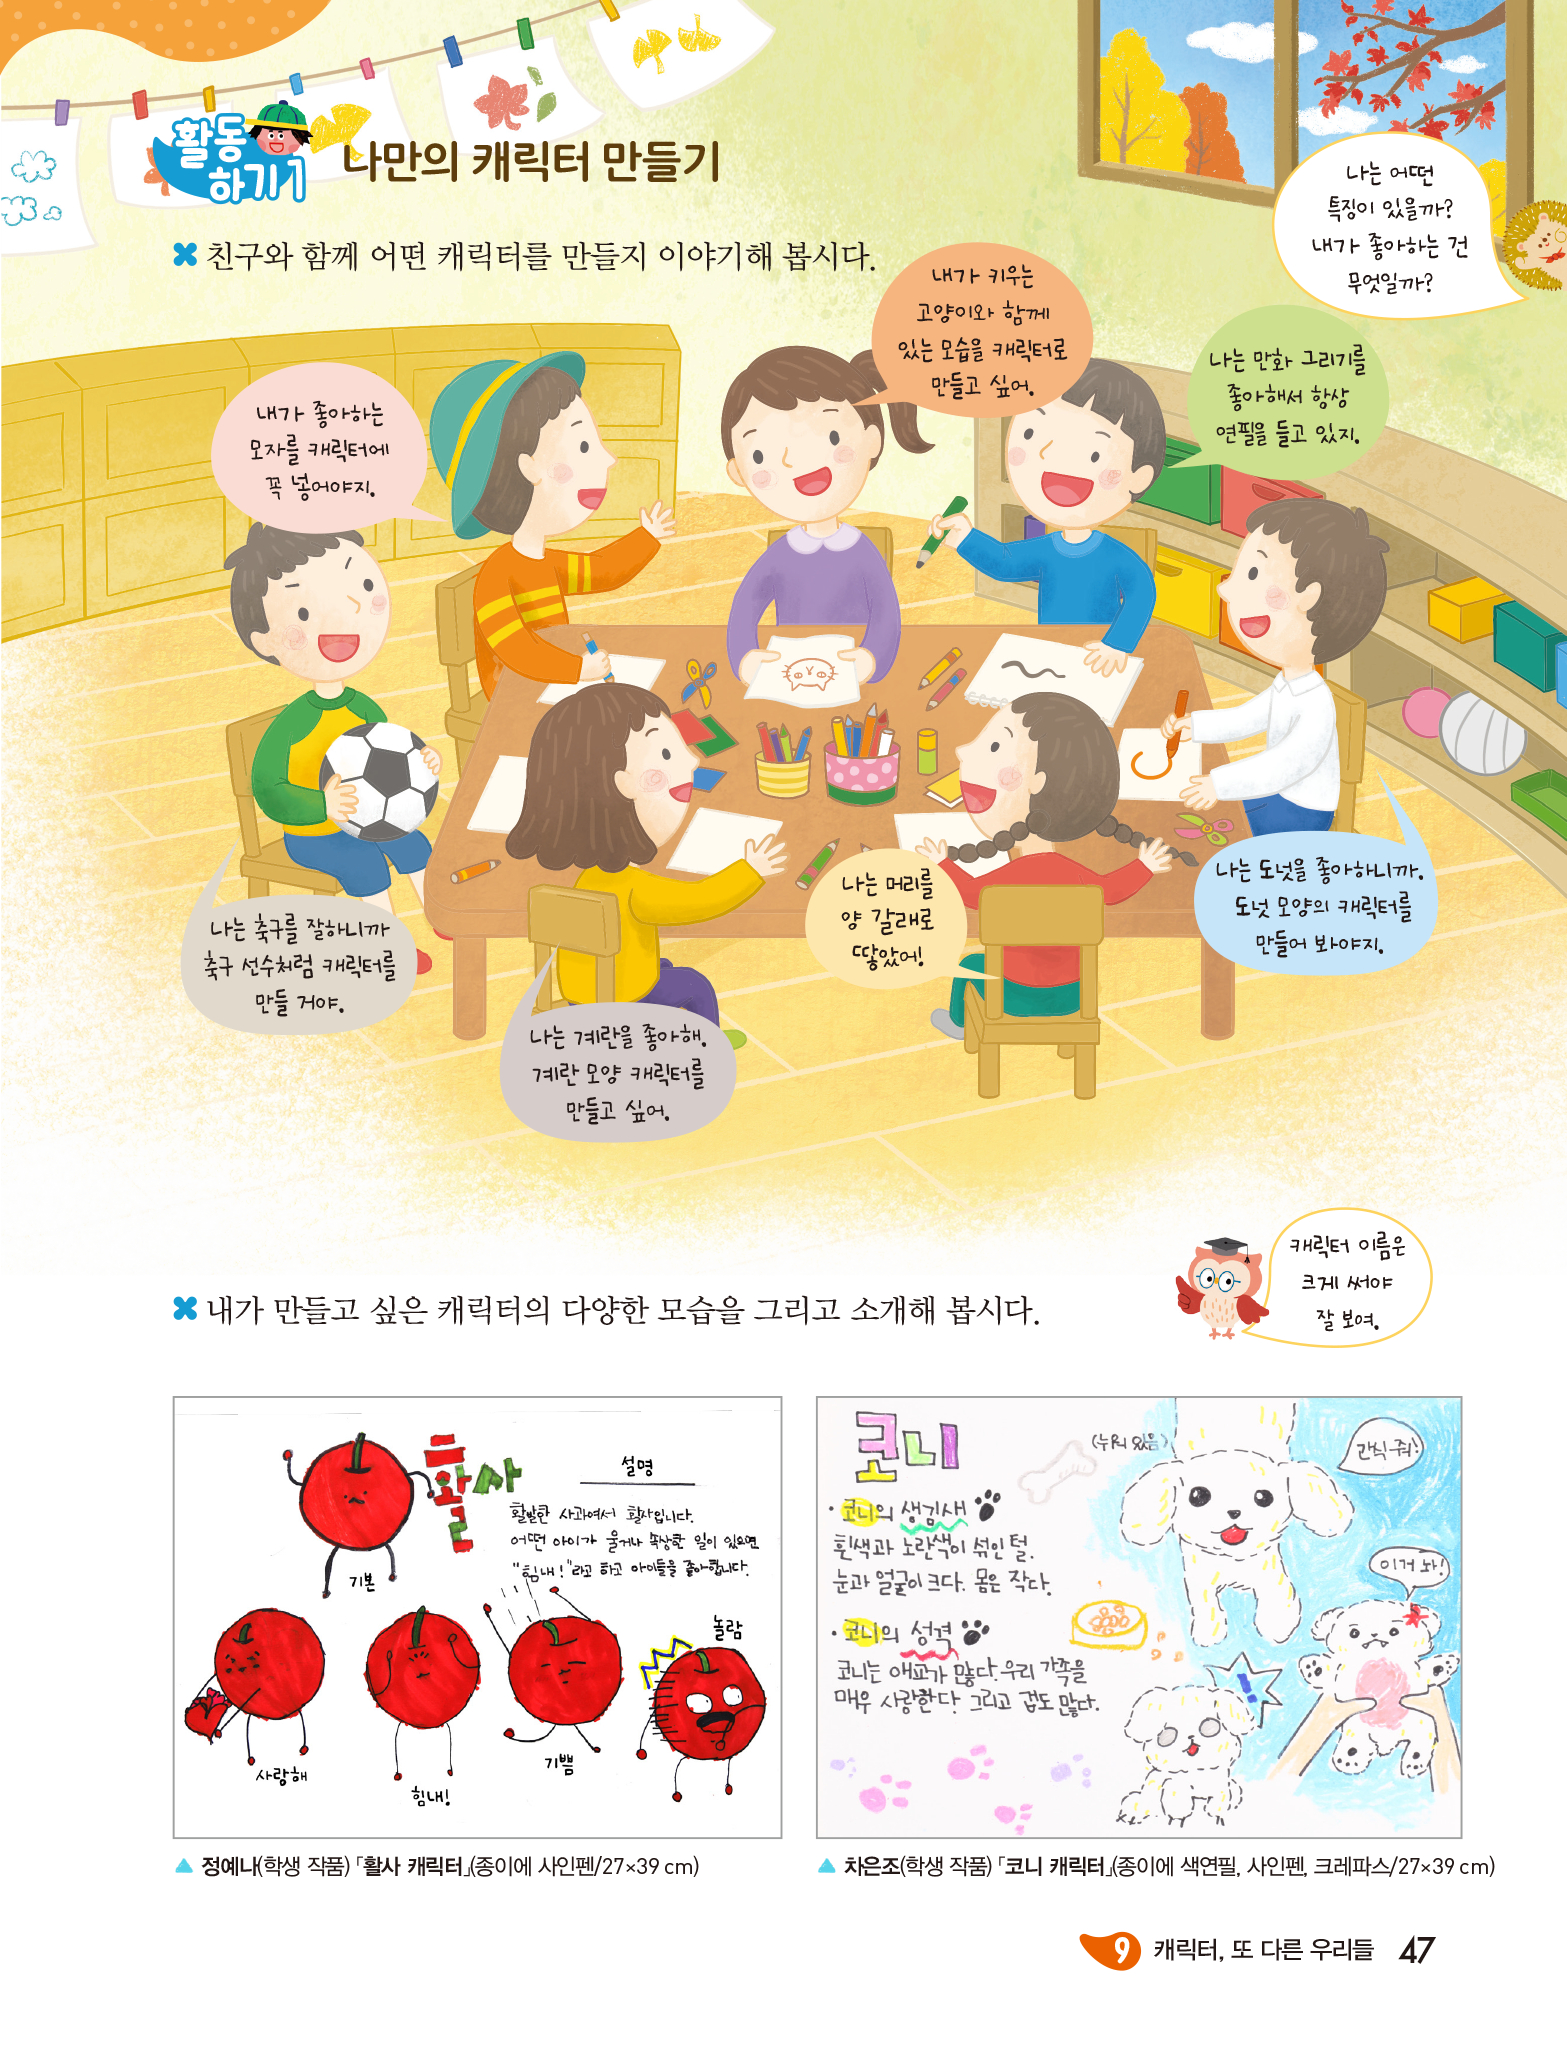 활동
하기 1
나만의 캐릭터 만들기
나는 어떤
특징이 있을까?
내가 좋아하는 건
무엇일까?
친구와 함께 어떤 캐릭터를 만들지 이야기해 봅시다.
내가 키우는
고양이와 함께
있는 모습을 캐릭터로
만들고 싶어.
나는 만화 그리기를
좋아해서 항상
연필을 들고 있지.
내가 좋아하는
모자를 캐릭터에
꼭 넣어야지.
나는 도넛을 좋아하니까.
도넛 모양의 캐릭터를
만들어 봐야지.
나는 머리를
양 갈래로
땋았어!
나는 축구를 잘하니까
축구 선수처럼 캐릭터를
만들 거야.
나는 계란을 좋아해.
계란 모양 캐릭터를
만들고 싶어.
캐릭터 이름은
크게 써야
잘 보여.
내가 만들고 싶은 캐릭터의 다양한 모습을 그리고 소개해 봅시다.
활사
설명
활발한 사과여서 활사입니다.
어떤 아이가 울거나 속상한 일이 있으면
"힘내!"라고 하고 아이들을 좋아합니다.
기본
사랑해
힘내!
기쁨
놀람
코니
(누워 있음)
간식 줘!
• 코니의 생김새
흰색과 노란색이 섞인 털.
눈과 얼굴이 크다. 몸은 작다.
이거 놔!
• 코니의 성격
코니는 애교가 많다. 우리 가족을
매우 사랑한다. 그리고 겁도 많다.
!
▲ 정예나(학생 작품) 「활사 캐릭터」(종이에 사인펜/27×39 cm)
▲ 차은조(학생 작품) 「코니 캐릭터」(종이에 색연필, 사인펜, 크레파스/27×39 cm)
9 캐릭터, 또 다른 우리들 47